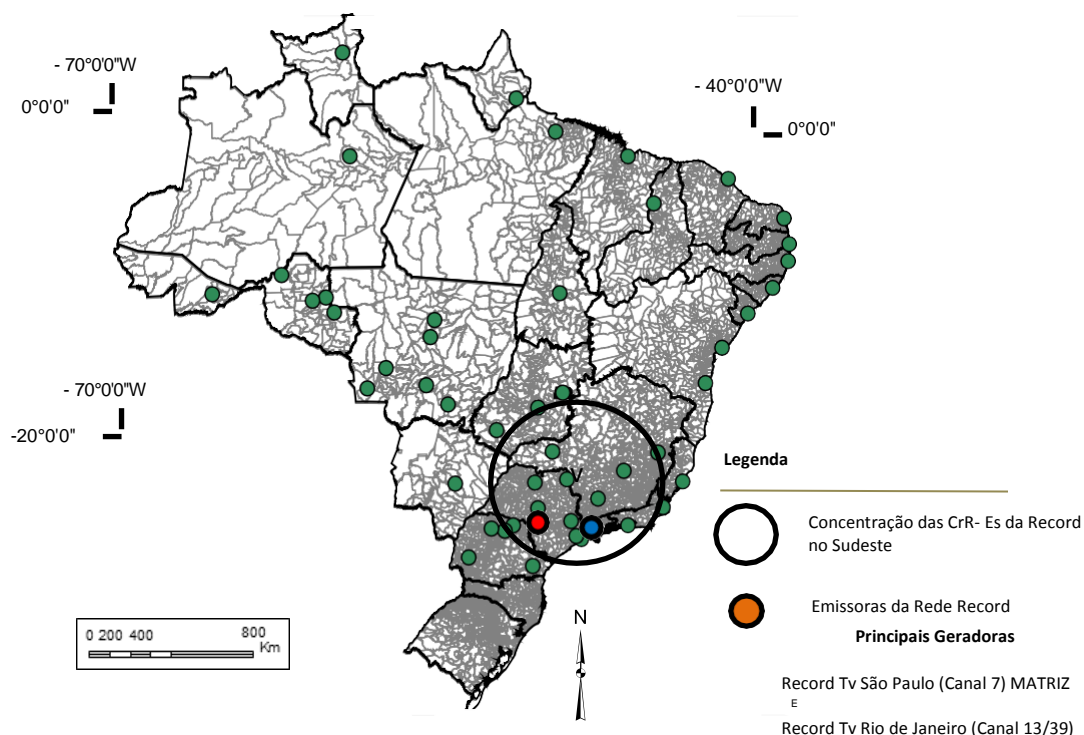 - 70°0'0"W
0°0'0"
- 40°0'0"W
0°0'0"
- 70°0'0"W
-20°0'0"
V
Legenda
Concentração das CrR- Es da Record
no Sudeste
Emissoras da Rede Record
Principais Geradoras
Record Tv São Paulo (Canal 7) MATRIZ
E
Record Tv Rio de Janeiro (Canal 13/39)
N
0 200 400 800
Km